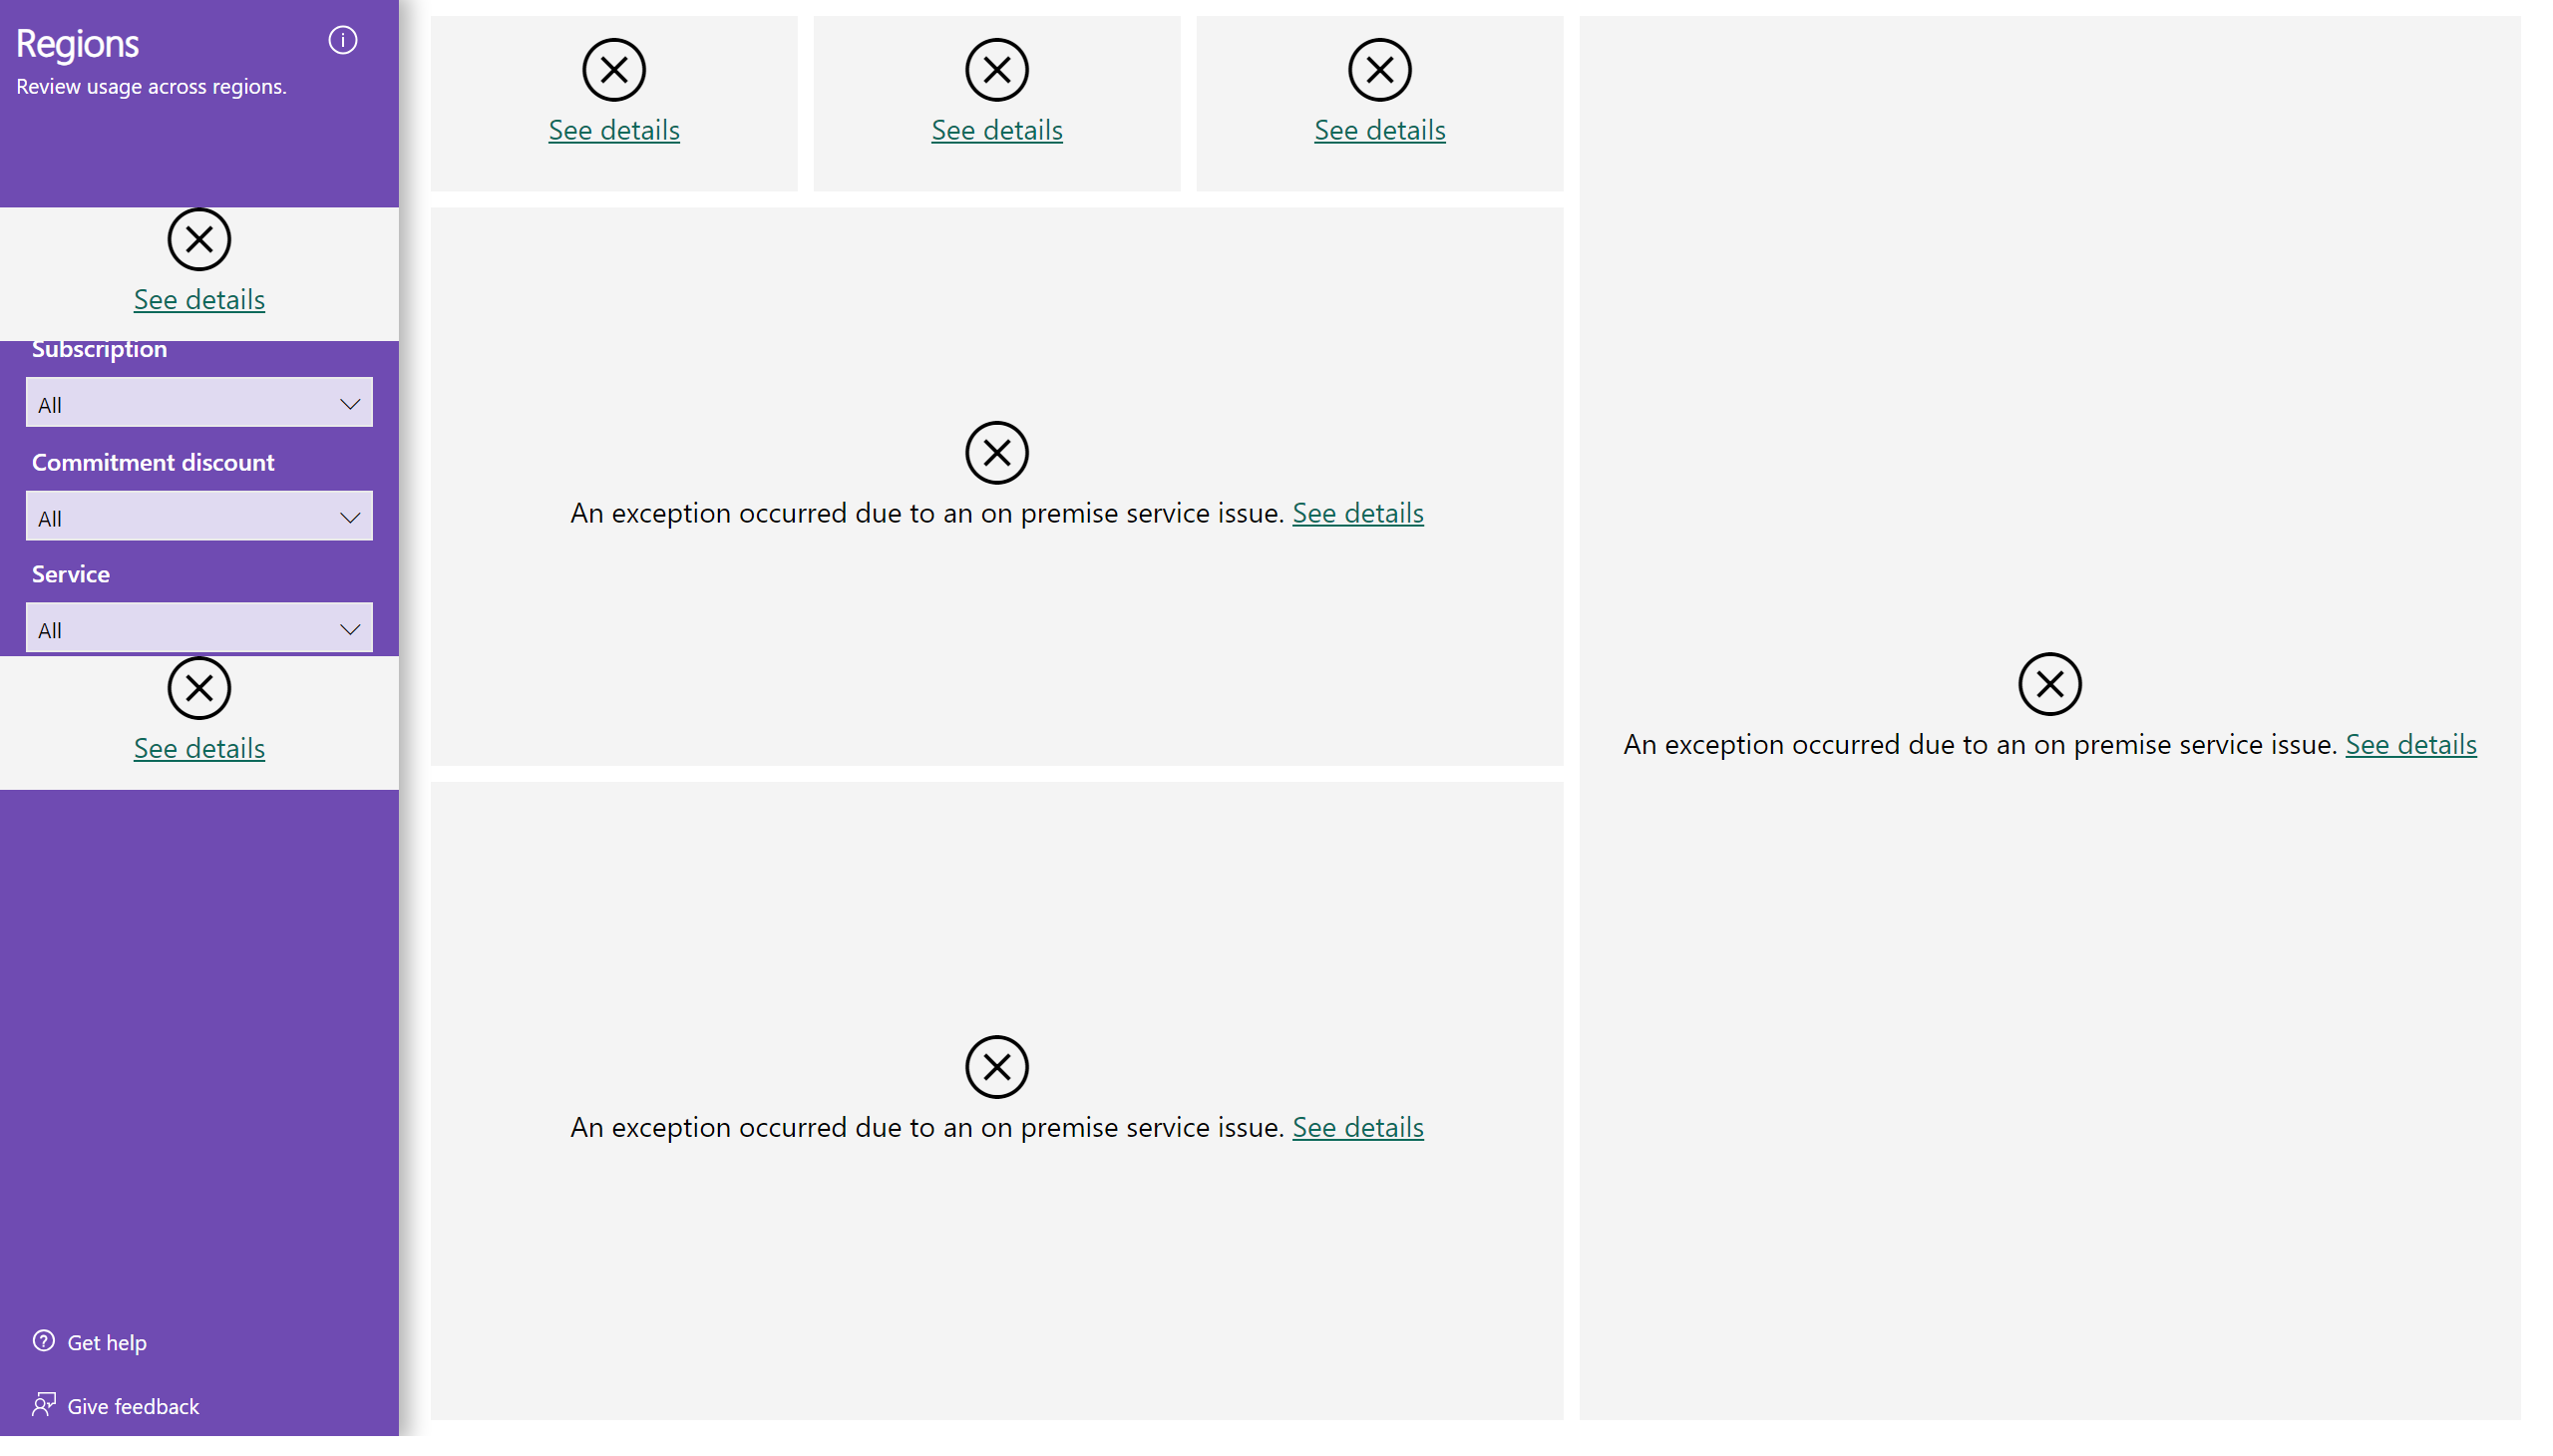 Regions
Review usage across regions.
See details
Subscription
All
Commitment discount
All
Service
All
See details
Get help
Give feedback
See details
See details
See details
An exception occurred due to an on premise service issue. See details
An exception occurred due to an on premise service issue. See details
An exception occurred due to an on premise service issue. See details